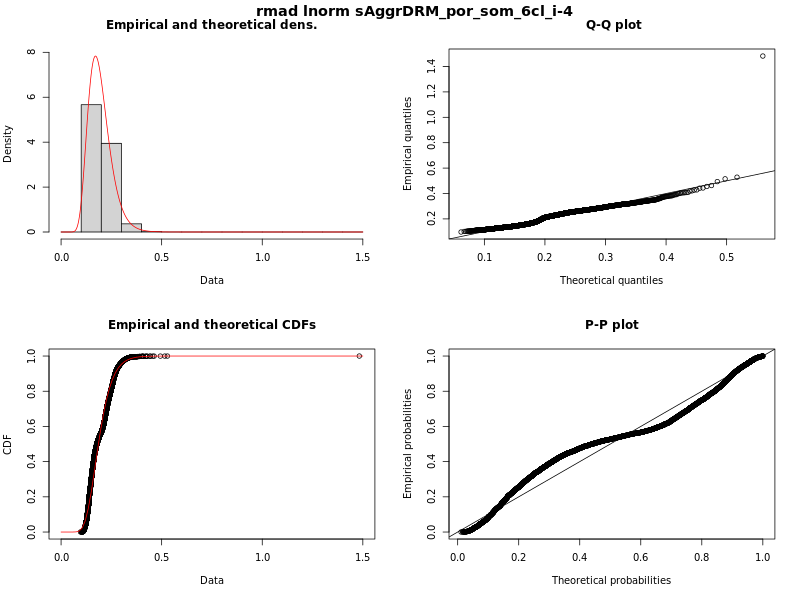 rmad lnorm sAggrDRM_por_som_6cl_i-4
Empirical and theoretical dens.
Density
0 2 4 6 8
0.0 0.5 1.0 1.5
Data
Q-Q plot
Empirical quantiles
0.2 0.4 0.6 0.8 1.0 1.2 1.4
0.1 0.2 0.3 0.4 0.5
Theoretical quantiles
Empirical and theoretical CDFs
CDF
0.0 0.2 0.4 0.6 0.8 1.0
0.0 0.5 1.0 1.5
Data
P-P plot
Empirical probabilities
0.0 0.2 0.4 0.6 0.8 1.0
0.0 0.2 0.4 0.6 0.8 1.0
Theoretical probabilities